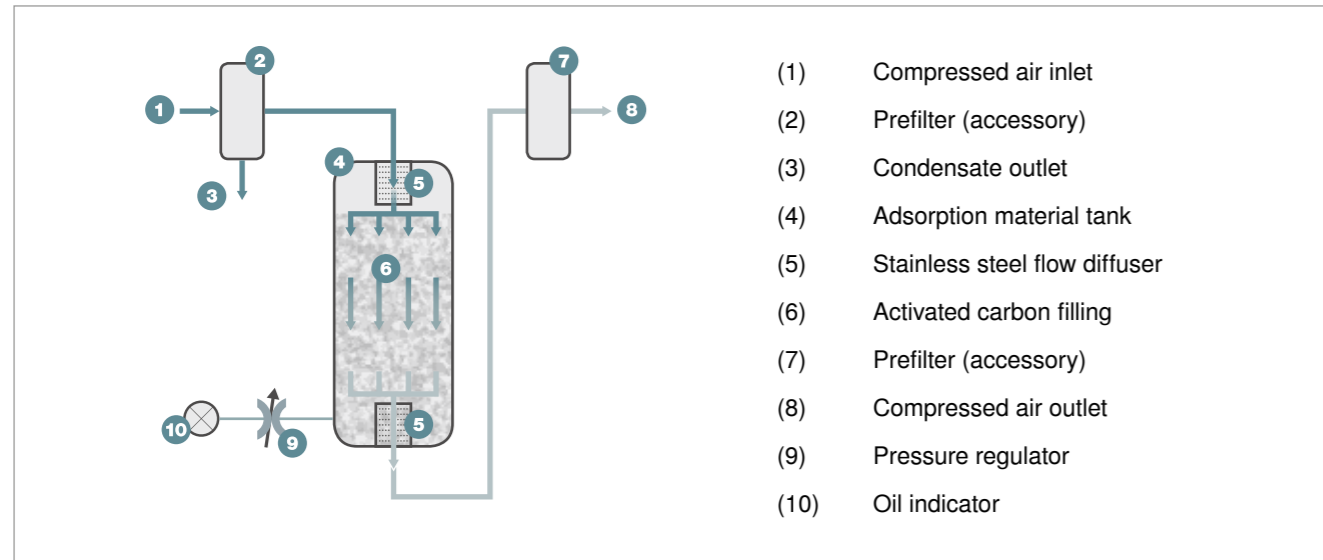 2
7
1
8
4
5
3
6
5
10
9
(1) Compressed air inlet
(2) Prefilter (accessory)
(3) Condensate outlet
(4) Adsorption material tank
(5) Stainless steel flow diffuser
(6) Activated carbon filling
(7) Prefilter (accessory)
(8) Compressed air outlet
(9) Pressure regulator
(10) Oil indicator